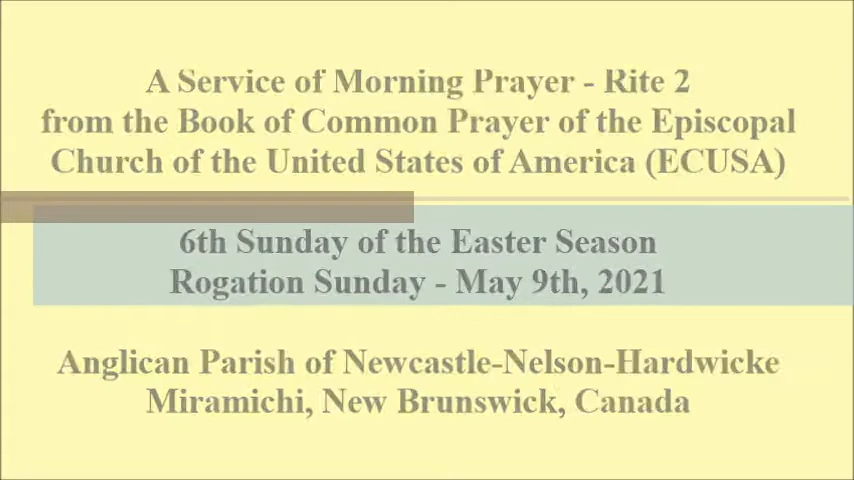 A Service of Morning Prayer - Rite 2
from the Book of Common Prayer of the Episcopal
Church of the United States of America (ECUSA)
6th Sunday of the Easter Season
Rogation Sunday - May 9th, 2021
Anglican Parish of Newcastle-Nelson-Hardwicke
Miramichi, New Brunswick, Canada